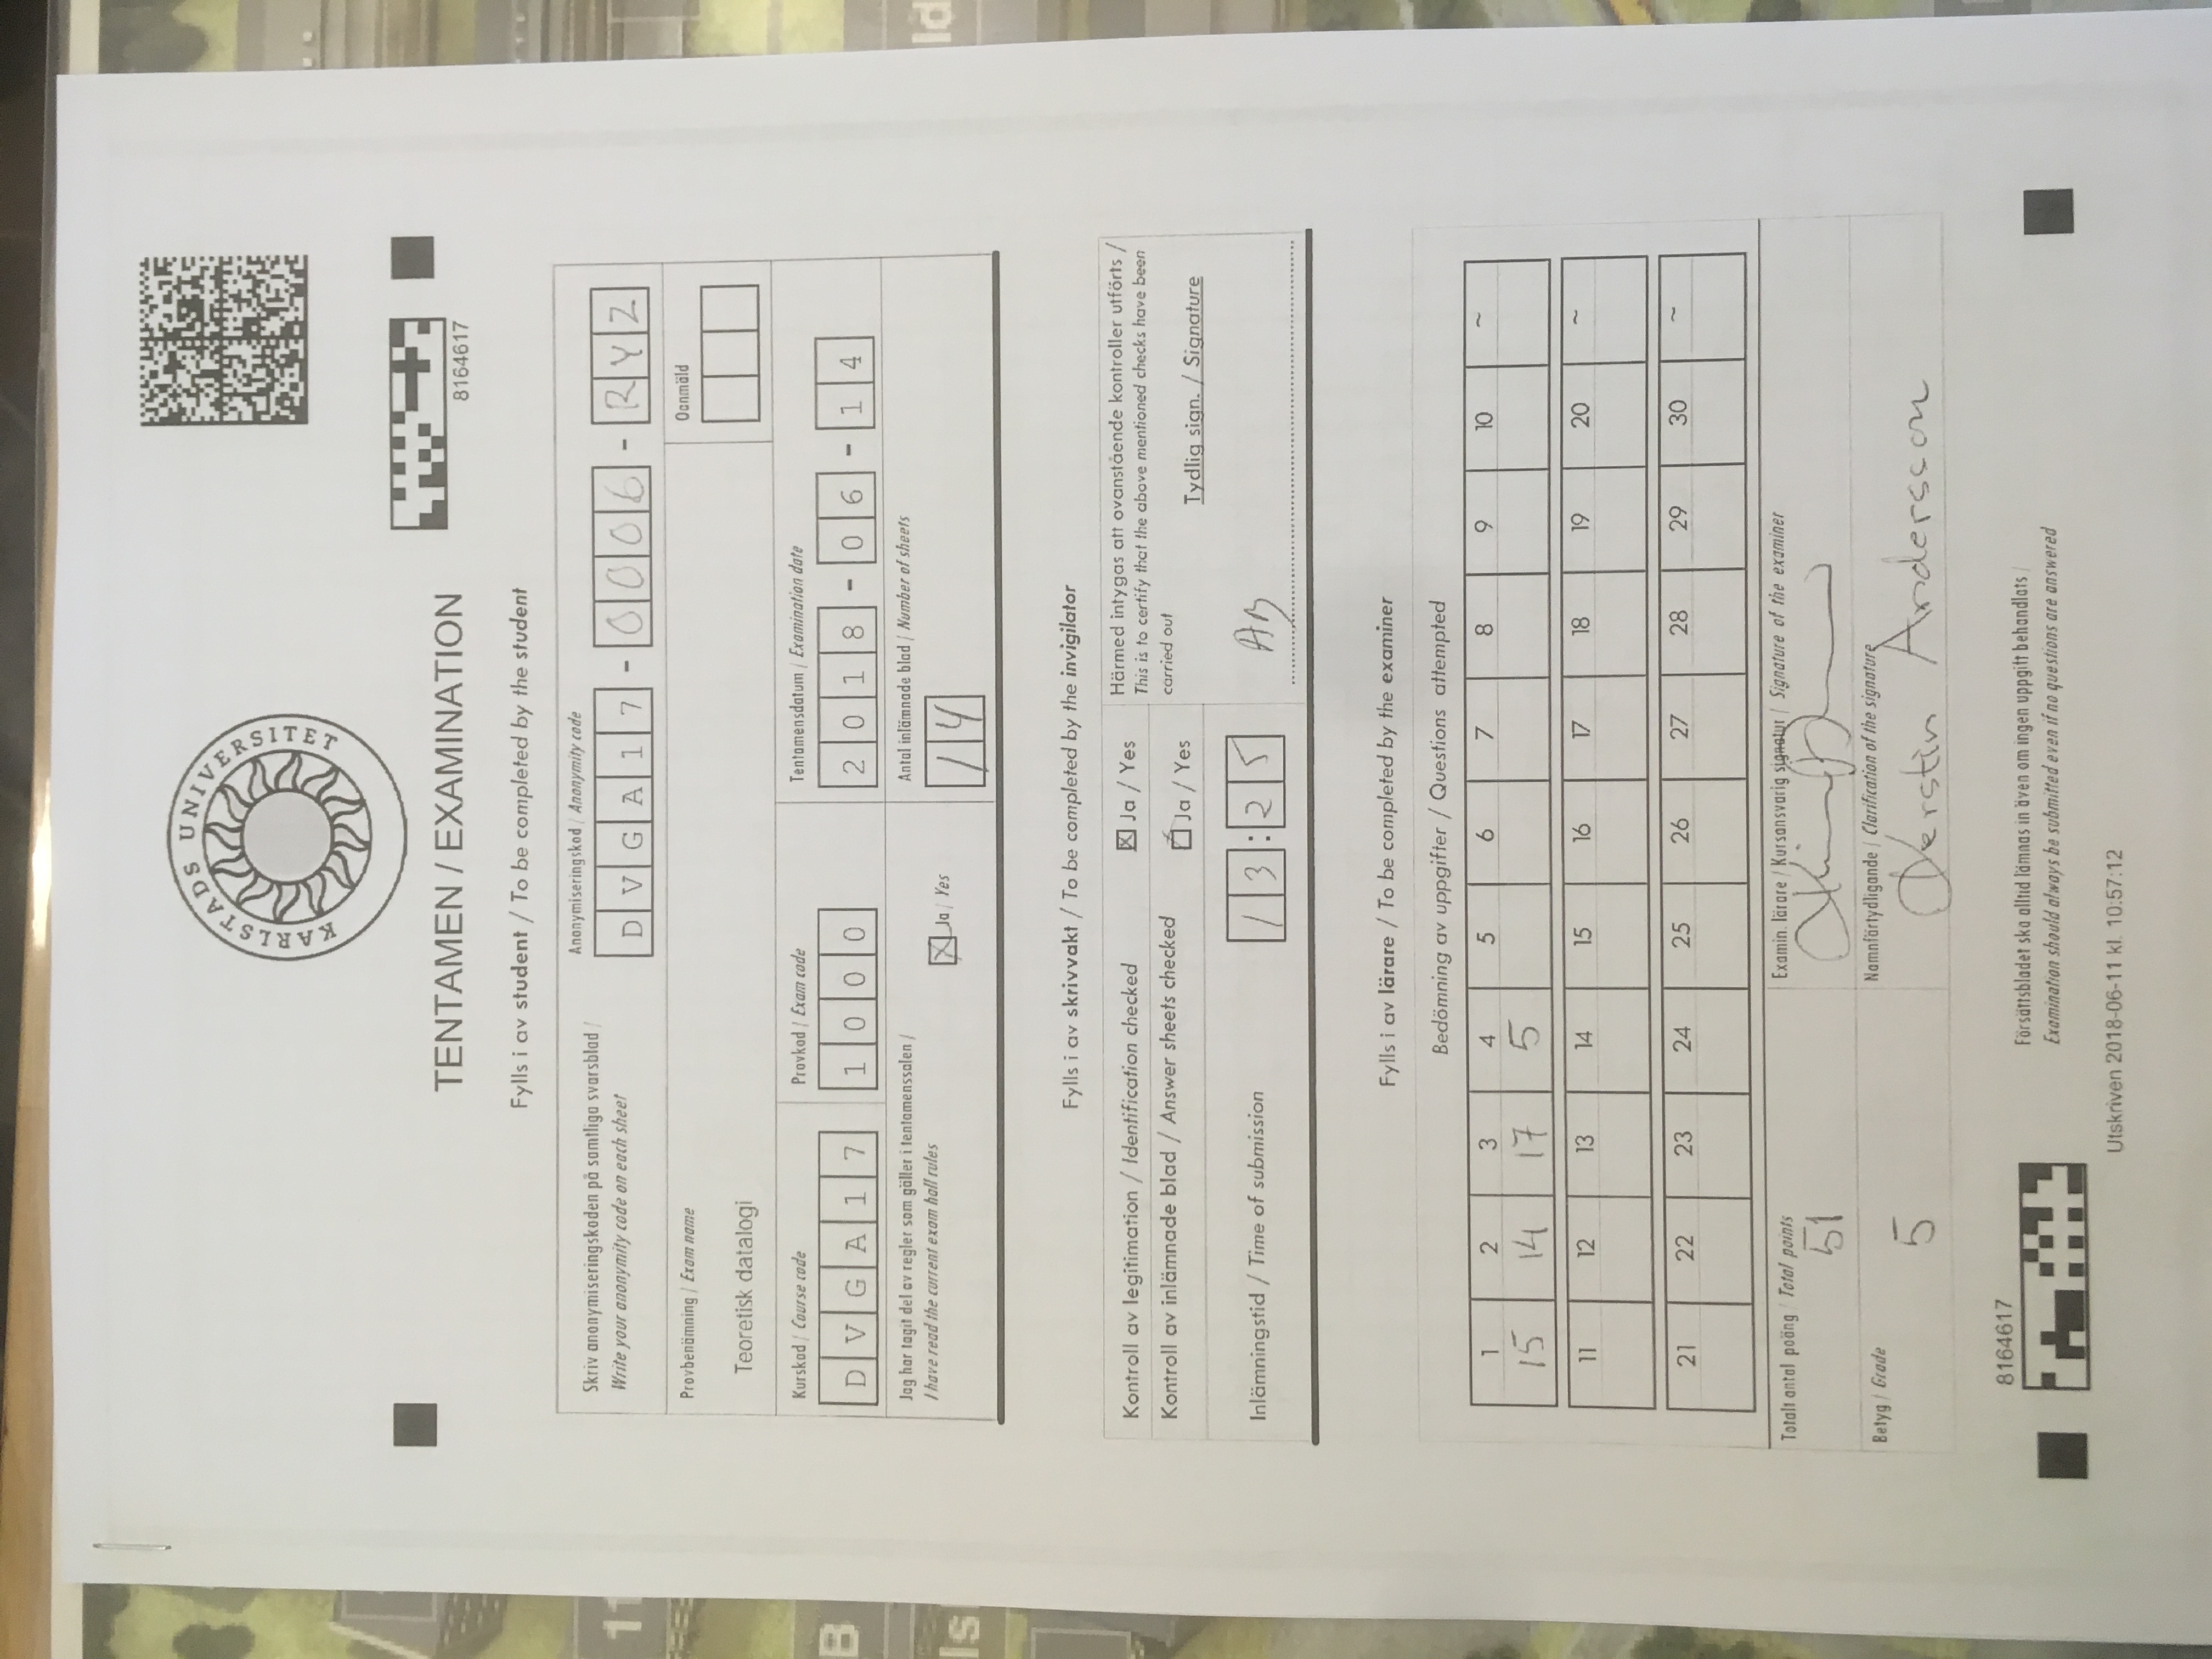 KARLSTADS UNIVERSITET
TENTAMEN / EXAMINATION
8164617
Fylls i av student / To be completed by the student
Skriv anonymiseringskoden på samtliga svarsblad /
Write your anonymity code on each sheet
Anonymiseringskod / Anonymity code
DVGA17 - 0006 - RYZ
Provbenämning / Exam name
Teoretisk datalogi
Oanmäld
Kurskod / Course code
DVGA17
Provkod / Exam code
1000
Tentamensdatum / Examination date
2018 - 06 - 14
Jag har tagit del av regler som gäller i tentamenssalen /
I have read the current exam hall rules
Ja / Yes
Antal inlämnade blad / Number of sheets
14
Fylls i av skrivvakt / To be completed by the invigilator
Kontroll av legitimation / Identification checked
Ja / Yes
Kontroll av inlämnade blad / Answer sheets checked
Ja / Yes
Inlämningstid / Time of submission
13:25
Härmed intygas att ovanstående kontroller utförts /
This is to certify that the above mentioned checks have been
carried out
Tydlig sign. / Signature
AB
Fylls i av lärare / To be completed by the examiner
Bedömning av uppgifter / Questions attempted
1 2 3 4 5 6 7 8 9 10 ~
15 14 17 5
11 12 13 14 15 16 17 18 19 20 ~
21 22 23 24 25 26 27 28 29 30 ~
Totalt antal poäng / Total points
51
Examin. lärare / Kursansvarig signatur / Signature of the examiner
Betyg / Grade
5
Namnförtydligande / Clarification of the signature
Kerstin Andersson
8164617
Försättsbladet ska alltid lämnas in även om ingen uppgift behandlats /
Examination should always be submitted even if no questions are answered
Utskriven 2018-06-11 kl. 10:57:12